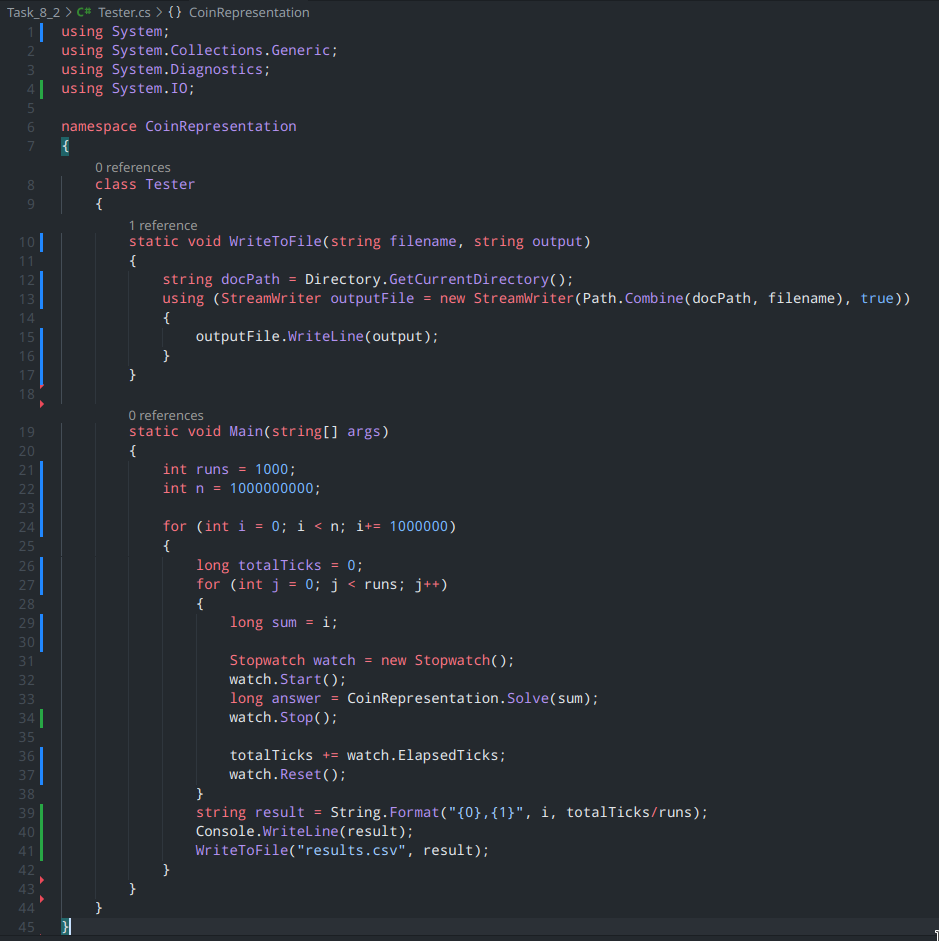 Task_8_2 > C# Tester.cs > {} CoinRepresentation
1 using System;
2 using System.Collections.Generic;
3 using System.Diagnostics;
4 using System.IO;
5
6 namespace CoinRepresentation
7 {
0 references
8 class Tester
9 {
1 reference
10 static void WriteToFile(string filename, string output)
11 {
12 string docPath = Directory.GetCurrentDirectory();
13 using (StreamWriter outputFile = new StreamWriter(Path.Combine(docPath, filename), true))
14 {
15 outputFile.WriteLine(output);
16 }
17 }
18
0 references
19 static void Main(string[] args)
20 {
21 int runs = 1000;
22 int n = 1000000000;
23
24 for (int i = 0; i < n; i+= 1000000)
25 {
26 long totalTicks = 0;
27 for (int j = 0; j < runs; j++)
28 {
29 long sum = i;
30
31 Stopwatch watch = new Stopwatch();
32 watch.Start();
33 long answer = CoinRepresentation.Solve(sum);
34 watch.Stop();
35
36 totalTicks += watch.ElapsedTicks;
37 watch.Reset();
38 }
39 string result = String.Format("{0},{1}", i, totalTicks/runs);
40 Console.WriteLine(result);
41 WriteToFile("results.csv", result);
42 }
43 }
44 }
45 }